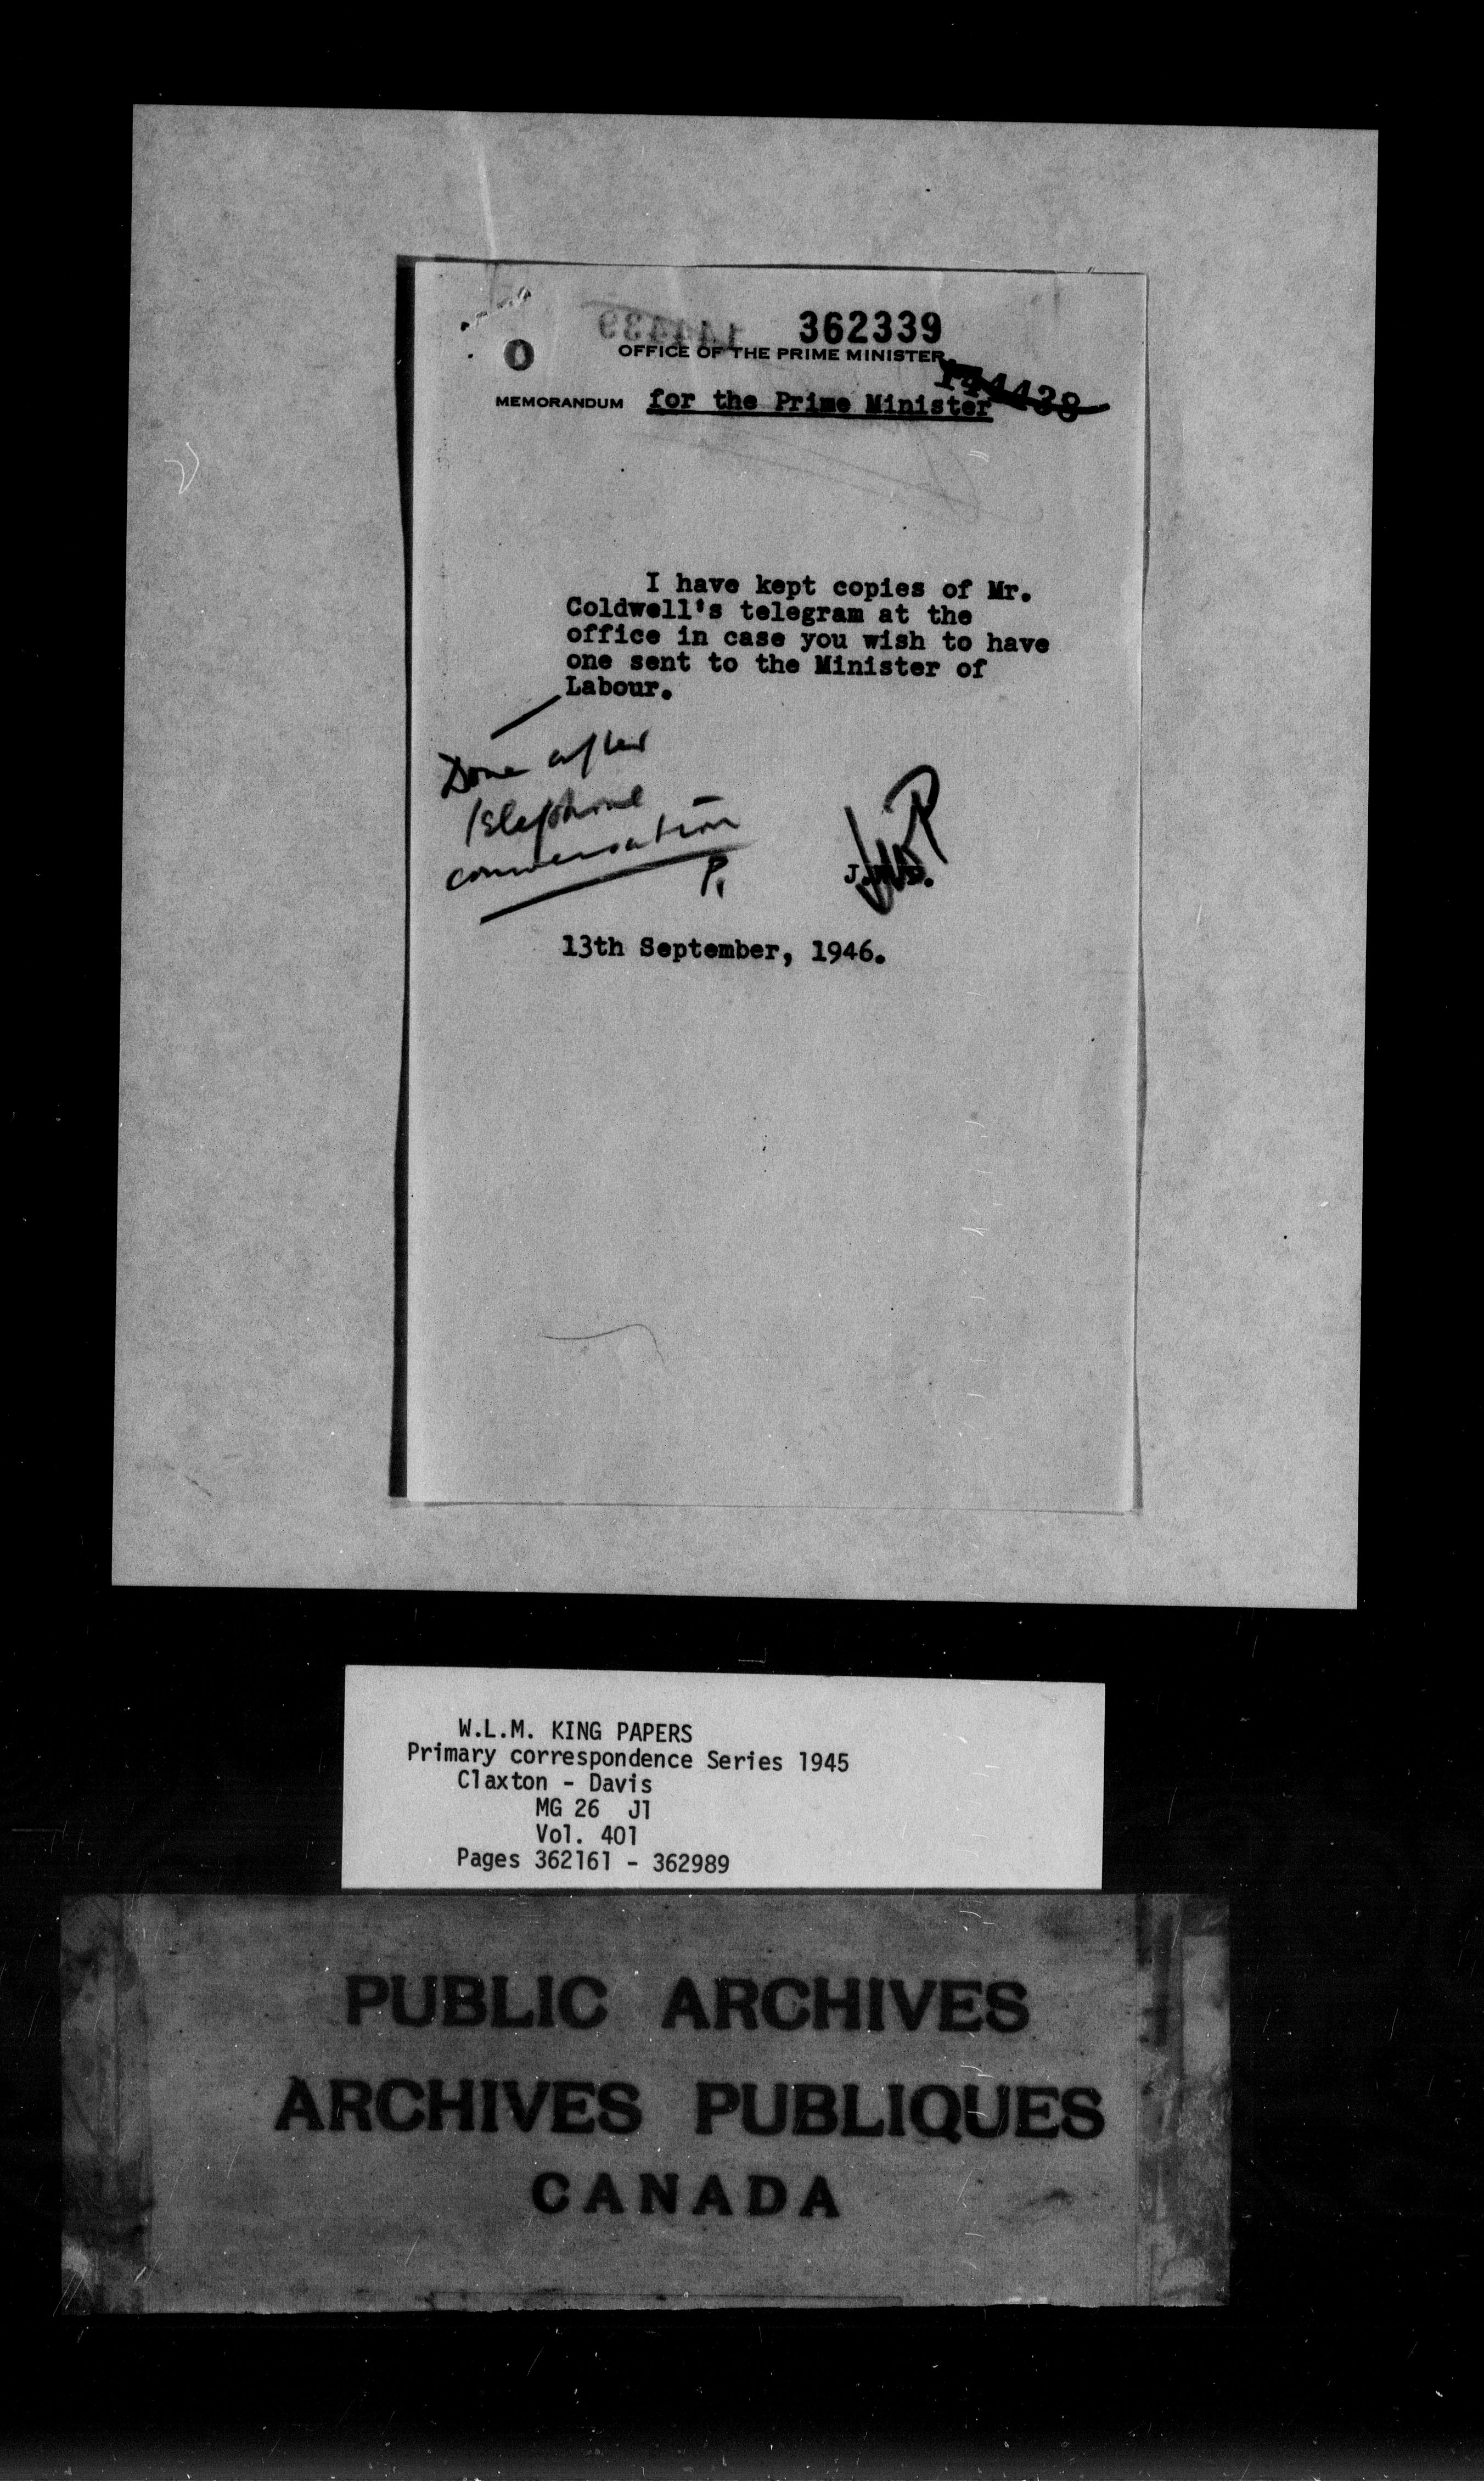 362339
OFFICE OF THE PRIME MINISTER
144439
MEMORANDUM for the Prime Minister
I have kept copies of Mr.
Coldwell's telegram at the
office in case you wish to have
one sent to the Minister of
Labour.
Done after
telephone
conversation
P.
13th September, 1946.
W.L.M. KING PAPERS
Primary correspondence Series 1945
Claxton - Davis
MG 26 J1
Vol. 401
Pages 362161 - 362989
PUBLIC ARCHIVES
ARCHIVES PUBLIQUES
CANADA